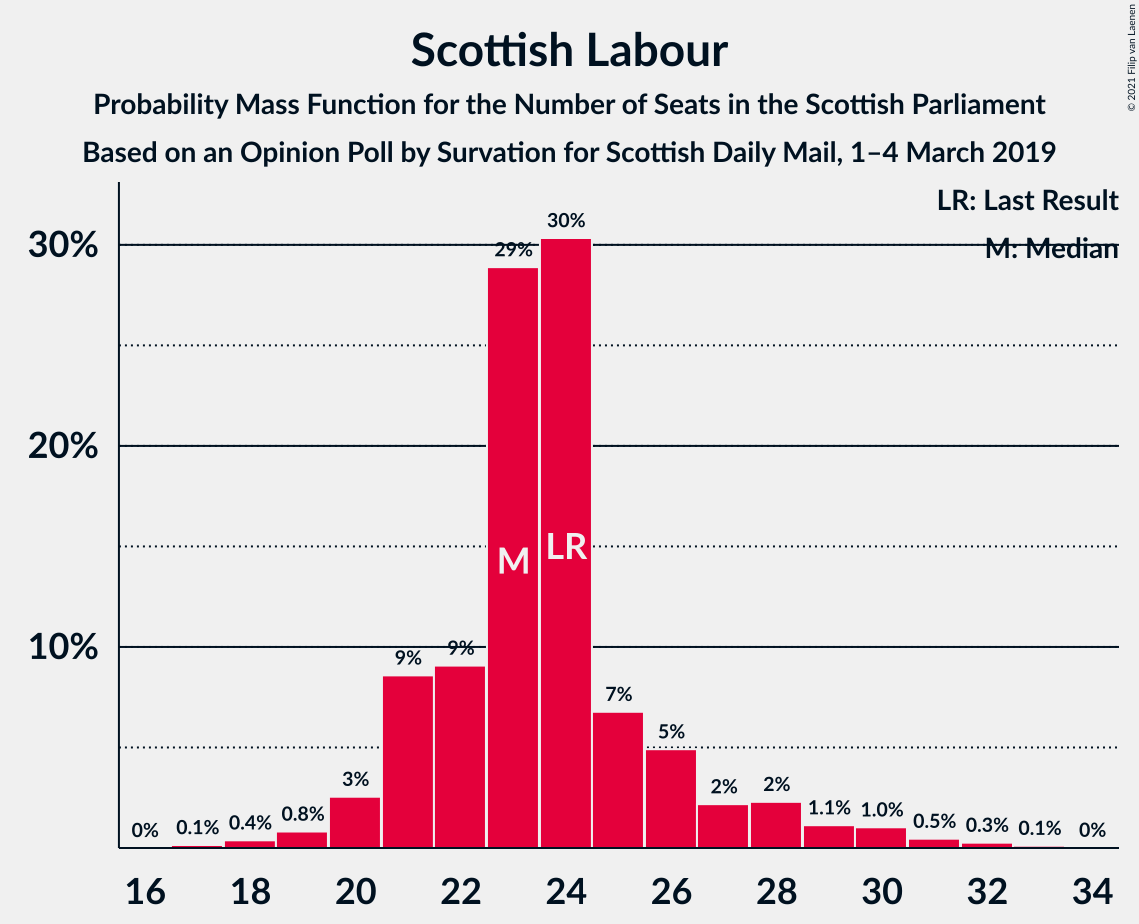 Scottish Labour
Probability Mass Function for the Number of Seats in the Scottish Parliament
Based on an Opinion Poll by Survation for Scottish Daily Mail, 1–4 March 2019
© 2021 Filip van Laenen
LR: Last Result
M: Median
30%
20%
10%
0%
0.1%
0.4%
0.8%
3%
9%
9%
29%
30%
7%
5%
2%
2%
1.1%
1.0%
0.5%
0.3%
0.1%
0%
M
LR
16 18 20 22 24 26 28 30 32 34